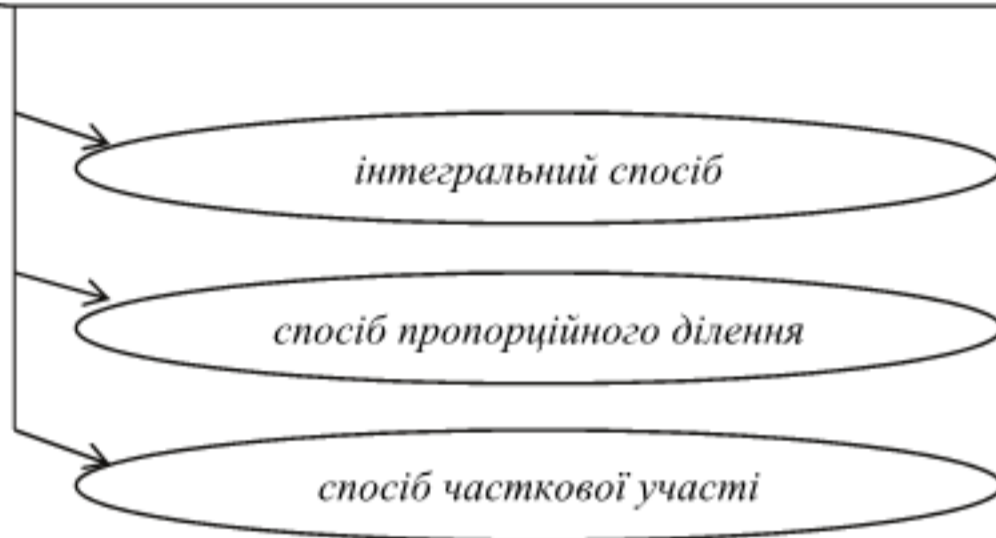 інтегральний спосіб
спосіб пропорційного ділення
спосіб часткової участі